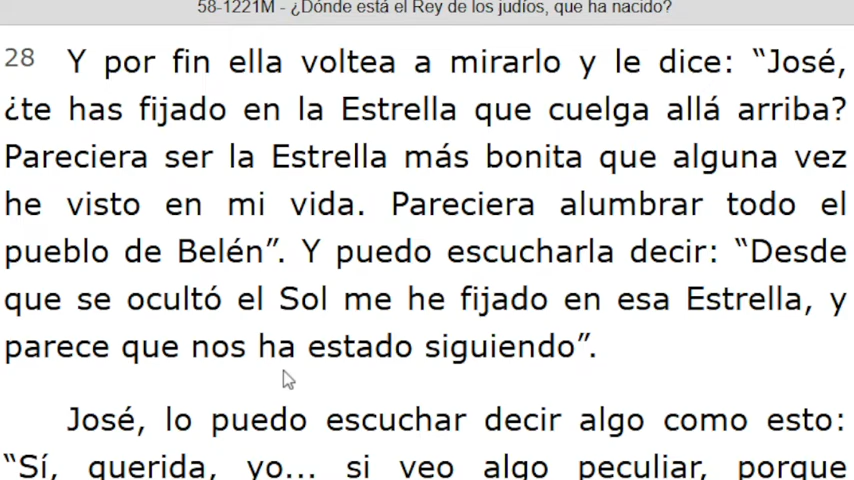 58-1221M - ¿Dónde está el Rey de los judíos, que ha nacido?
28 Y por fin ella voltea a mirarlo y le dice: “José,
¿te has fijado en la Estrella que cuelga allá arriba?
Pareciera ser la Estrella más bonita que alguna vez
he visto en mi vida. Pareciera alumbrar todo el
pueblo de Belén”. Y puedo escucharla decir: “Desde
que se ocultó el Sol me he fijado en esa Estrella, y
parece que nos ha estado siguiendo”.
José, lo puedo escuchar decir algo como esto:
“Sí, querida, yo... si veo algo peculiar, porque